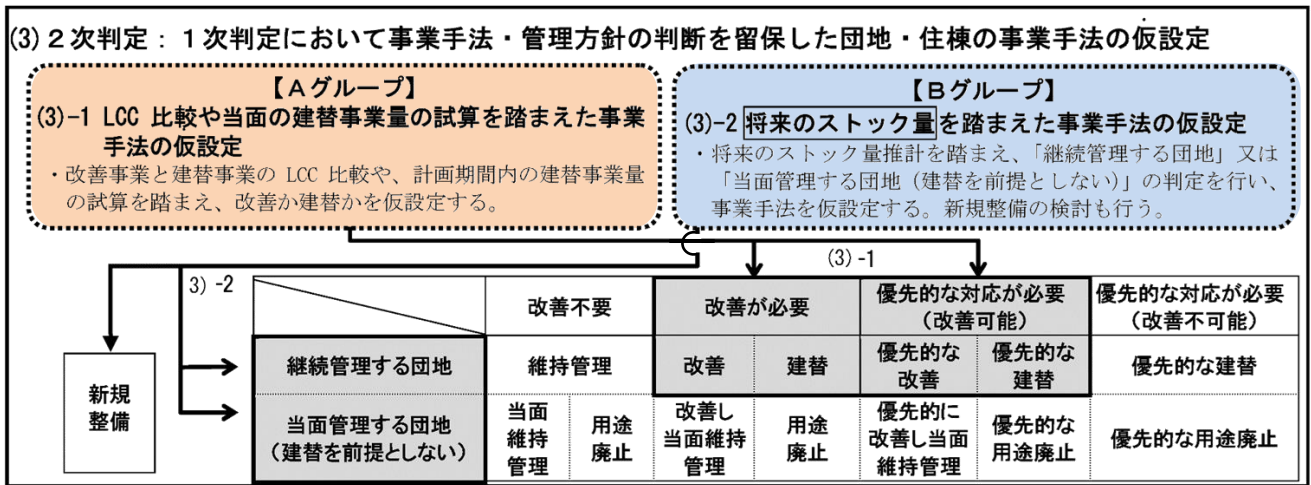 (3) 2次判定： 1次判定において事業手法・管理方針の判断を留保した団地・住棟の事業手法の仮設定
【Aグループ】
(3)-1 LCC 比較や当面の建替事業量の試算を踏まえた事業
手法の仮設定
・改善事業と建替事業の LCC 比較や、計画期間内の建替事業量
の試算を踏まえ、改善か建替かを仮設定する。
【Bグループ】
(3)-2 将来のストック量を踏まえた事業手法の仮設定
・将来のストック量推計を踏まえ、「継続管理する団地」又は
「当面管理する団地（建替を前提としない）」の判定を行い、
事業手法を仮設定する。新規整備の検討も行う。
(3)-1
3)-2
新規
整備
改善不要
改善が必要
優先的な対応が必要
（改善可能）
優先的な対応が必要
（改善不可能）
継続管理する団地
維持管理
改善
建替
優先的な
改善
優先的な
建替
優先的な建替
当面管理する団地
（建替を前提としない）
当面
維持
管理
用途
廃止
改善し
当面維持
管理
用途
廃止
優先的に
改善し当面
維持管理
優先的な
用途廃止
優先的な用途廃止